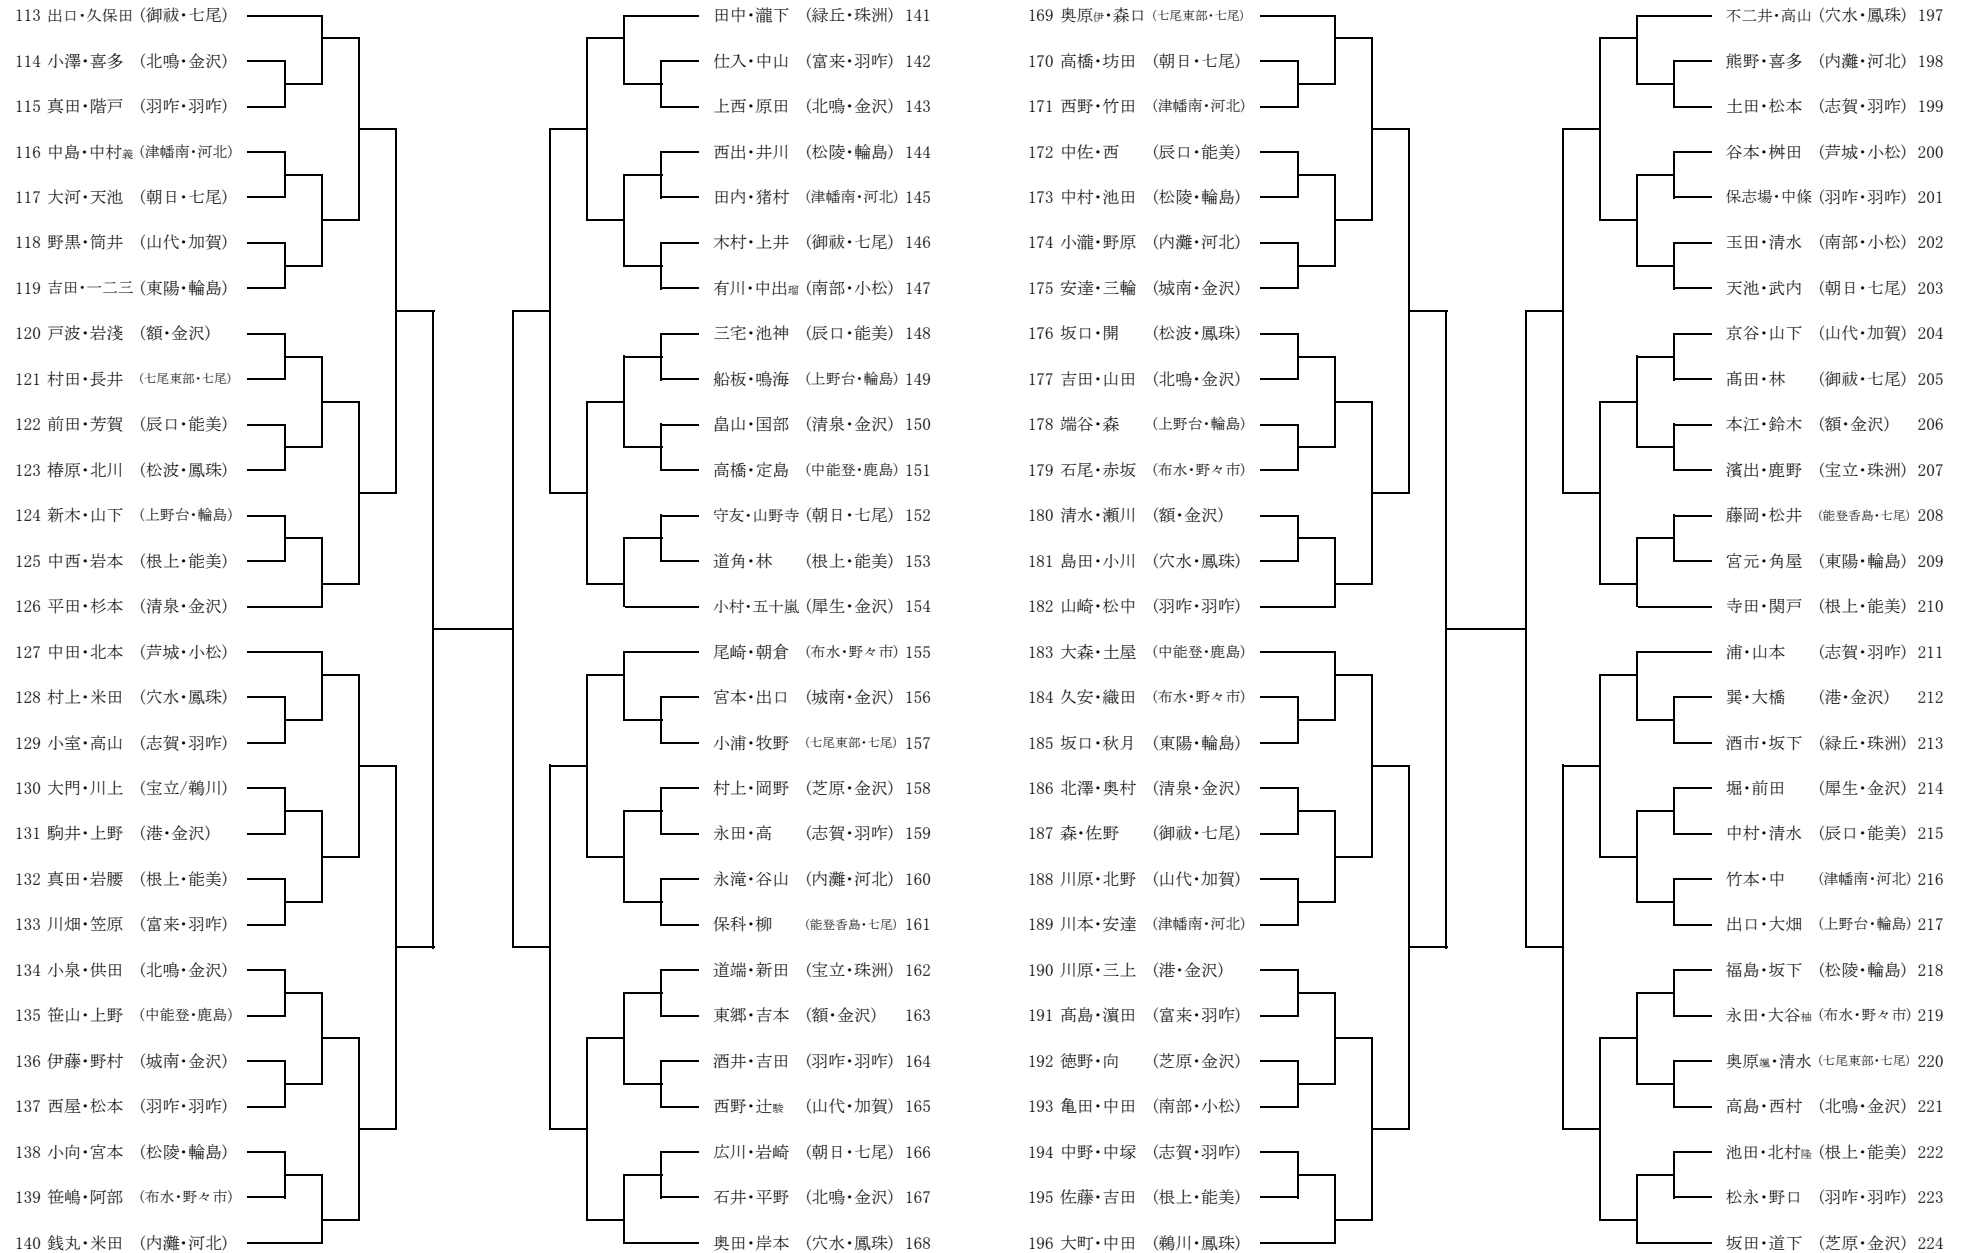 113 出口・久保田 (御祓・七尾)
114 小澤・喜多 (北鳴・金沢)
115 真田・階戸 (羽咋・羽咋)
116 中島・中村義 (津幡南・河北)
117 大河・天池 (朝日・七尾)
118 野黒・筒井 (山代・加賀)
119 吉田・一二三 (東陽・輪島)
120 戸波・岩淺 (額・金沢)
121 村田・長井 (七尾東部・七尾)
122 前田・芳賀 (辰口・能美)
123 椿原・北川 (松波・鳳珠)
124 新木・山下 (上野台・輪島)
125 中西・岩本 (根上・能美)
126 平田・杉本 (清泉・金沢)
127 中田・北本 (芦城・小松)
128 村上・米田 (穴水・鳳珠)
129 小室・高山 (志賀・羽咋)
130 大門・川上 (宝立/鵜川)
131 駒井・上野 (港・金沢)
132 真田・岩腰 (根上・能美)
133 川畑・笠原 (富来・羽咋)
134 小泉・供田 (北鳴・金沢)
135 笹山・上野 (中能登・鹿島)
136 伊藤・野村 (城南・金沢)
137 西屋・松本 (羽咋・羽咋)
138 小向・宮本 (松陵・輪島)
139 笹嶋・阿部 (布水・野々市)
140 銭丸・米田 (内灘・河北)
田中・瀧下 (緑丘・珠洲) 141
仕入・中山 (富来・羽咋) 142
上西・原田 (北鳴・金沢) 143
西出・井川 (松陵・輪島) 144
田内・猪村 (津幡南・河北) 145
木村・上井 (御祓・七尾) 146
有川・中出瑠 (南部・小松) 147
三宅・池神 (辰口・能美) 148
船板・鳴海 (上野台・輪島) 149
畠山・国部 (清泉・金沢) 150
高橋・定島 (中能登・鹿島) 151
守友・山野寺 (朝日・七尾) 152
道角・林 (根上・能美) 153
小村・五十嵐 (犀生・金沢) 154
尾崎・朝倉 (布水・野々市) 155
宮本・出口 (城南・金沢) 156
小浦・牧野 (七尾東部・七尾) 157
村上・岡野 (芝原・金沢) 158
永田・高 (志賀・羽咋) 159
永滝・谷山 (内灘・河北) 160
保科・柳 (能登香島・七尾) 161
道端・新田 (宝立・珠洲) 162
東郷・吉本 (額・金沢) 163
酒井・吉田 (羽咋・羽咋) 164
西野・辻駿 (山代・加賀) 165
広川・岩崎 (朝日・七尾) 166
石井・平野 (北鳴・金沢) 167
奥田・岸本 (穴水・鳳珠) 168
169 奥原伊・森口 (七尾東部・七尾)
170 高橋・坊田 (朝日・七尾)
171 西野・竹田 (津幡南・河北)
172 中佐・西 (辰口・能美)
173 中村・池田 (松陵・輪島)
174 小瀧・野原 (内灘・河北)
175 安達・三輪 (城南・金沢)
176 坂口・開 (松波・鳳珠)
177 吉田・山田 (北鳴・金沢)
178 端谷・森 (上野台・輪島)
179 石尾・赤坂 (布水・野々市)
180 清水・瀬川 (額・金沢)
181 島田・小川 (穴水・鳳珠)
182 山崎・松中 (羽咋・羽咋)
183 大森・土屋 (中能登・鹿島)
184 久安・織田 (布水・野々市)
185 坂口・秋月 (東陽・輪島)
186 北澤・奥村 (清泉・金沢)
187 森・佐野 (御祓・七尾)
188 川原・北野 (山代・加賀)
189 川本・安達 (津幡南・河北)
190 川原・三上 (港・金沢)
191 髙島・濵田 (富来・羽咋)
192 徳野・向 (芝原・金沢)
193 亀田・中田 (南部・小松)
194 中野・中塚 (志賀・羽咋)
195 佐藤・吉田 (根上・能美)
196 大町・中田 (鵜川・鳳珠)
不二井・高山 (穴水・鳳珠) 197
熊野・喜多 (内灘・河北) 198
土田・松本 (志賀・羽咋) 199
谷本・桝田 (芦城・小松) 200
保志場・中條 (羽咋・羽咋) 201
玉田・清水 (南部・小松) 202
天池・武内 (朝日・七尾) 203
京谷・山下 (山代・加賀) 204
髙田・林 (御祓・七尾) 205
本江・鈴木 (額・金沢) 206
濱出・鹿野 (宝立・珠洲) 207
藤岡・松井 (能登香島・七尾) 208
宮元・角屋 (東陽・輪島) 209
寺田・関戸 (根上・能美) 210
浦・山本 (志賀・羽咋) 211
巽・大橋 (港・金沢) 212
酒市・坂下 (緑丘・珠洲) 213
堀・前田 (犀生・金沢) 214
中村・清水 (辰口・能美) 215
竹本・中 (津幡南・河北) 216
出口・大畑 (上野台・輪島) 217
福島・坂下 (松陵・輪島) 218
永田・大谷柚 (布水・野々市) 219
奥原颯・清水 (七尾東部・七尾) 220
高島・西村 (北鳴・金沢) 221
池田・北村隆 (根上・能美) 222
松永・野口 (羽咋・羽咋) 223
坂田・道下 (芝原・金沢) 224